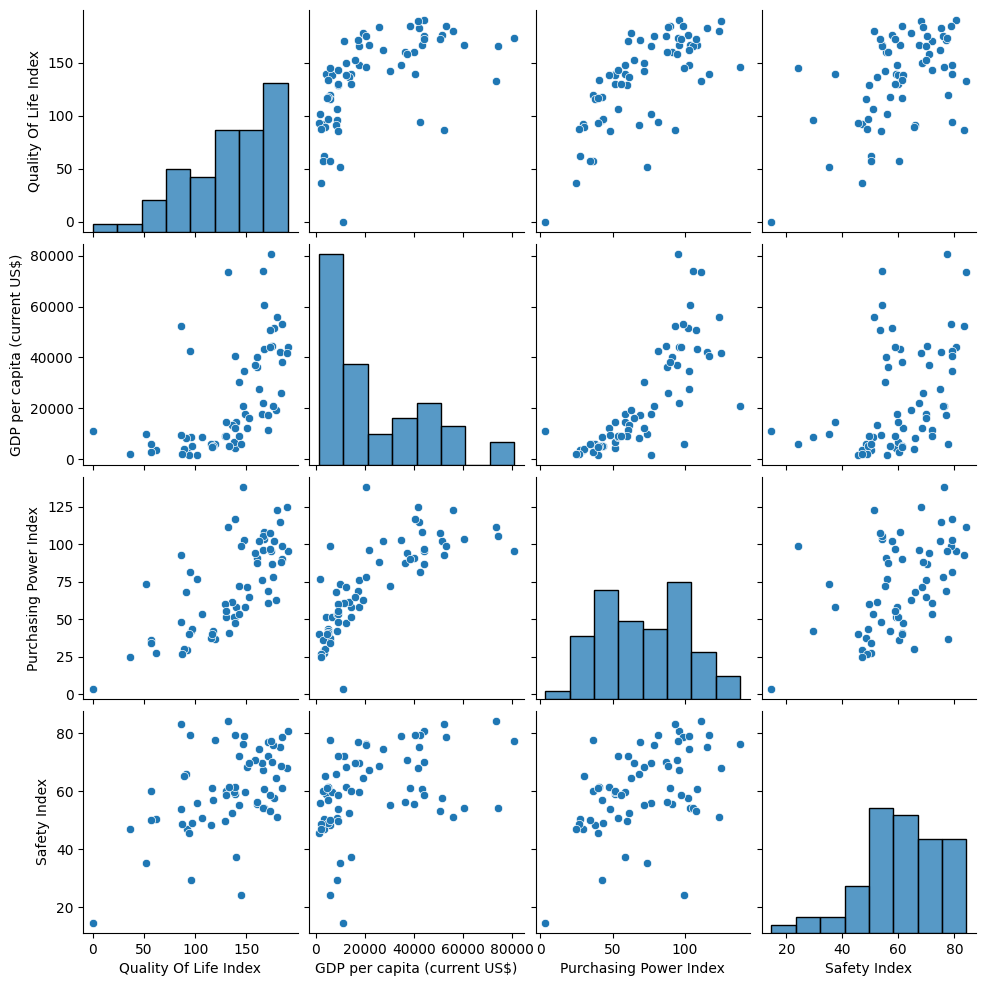 Quality Of Life Index
150
100
50
0
GDP per capita (current US$)
80000
60000
40000
20000
0
Purchasing Power Index
125
100
75
50
25
0
Safety Index
80
60
40
20
0 50 100 150
0 20000 40000 60000 80000
0 50 100
20 40 60 80
Quality Of Life Index
GDP per capita (current US$)
Purchasing Power Index
Safety Index